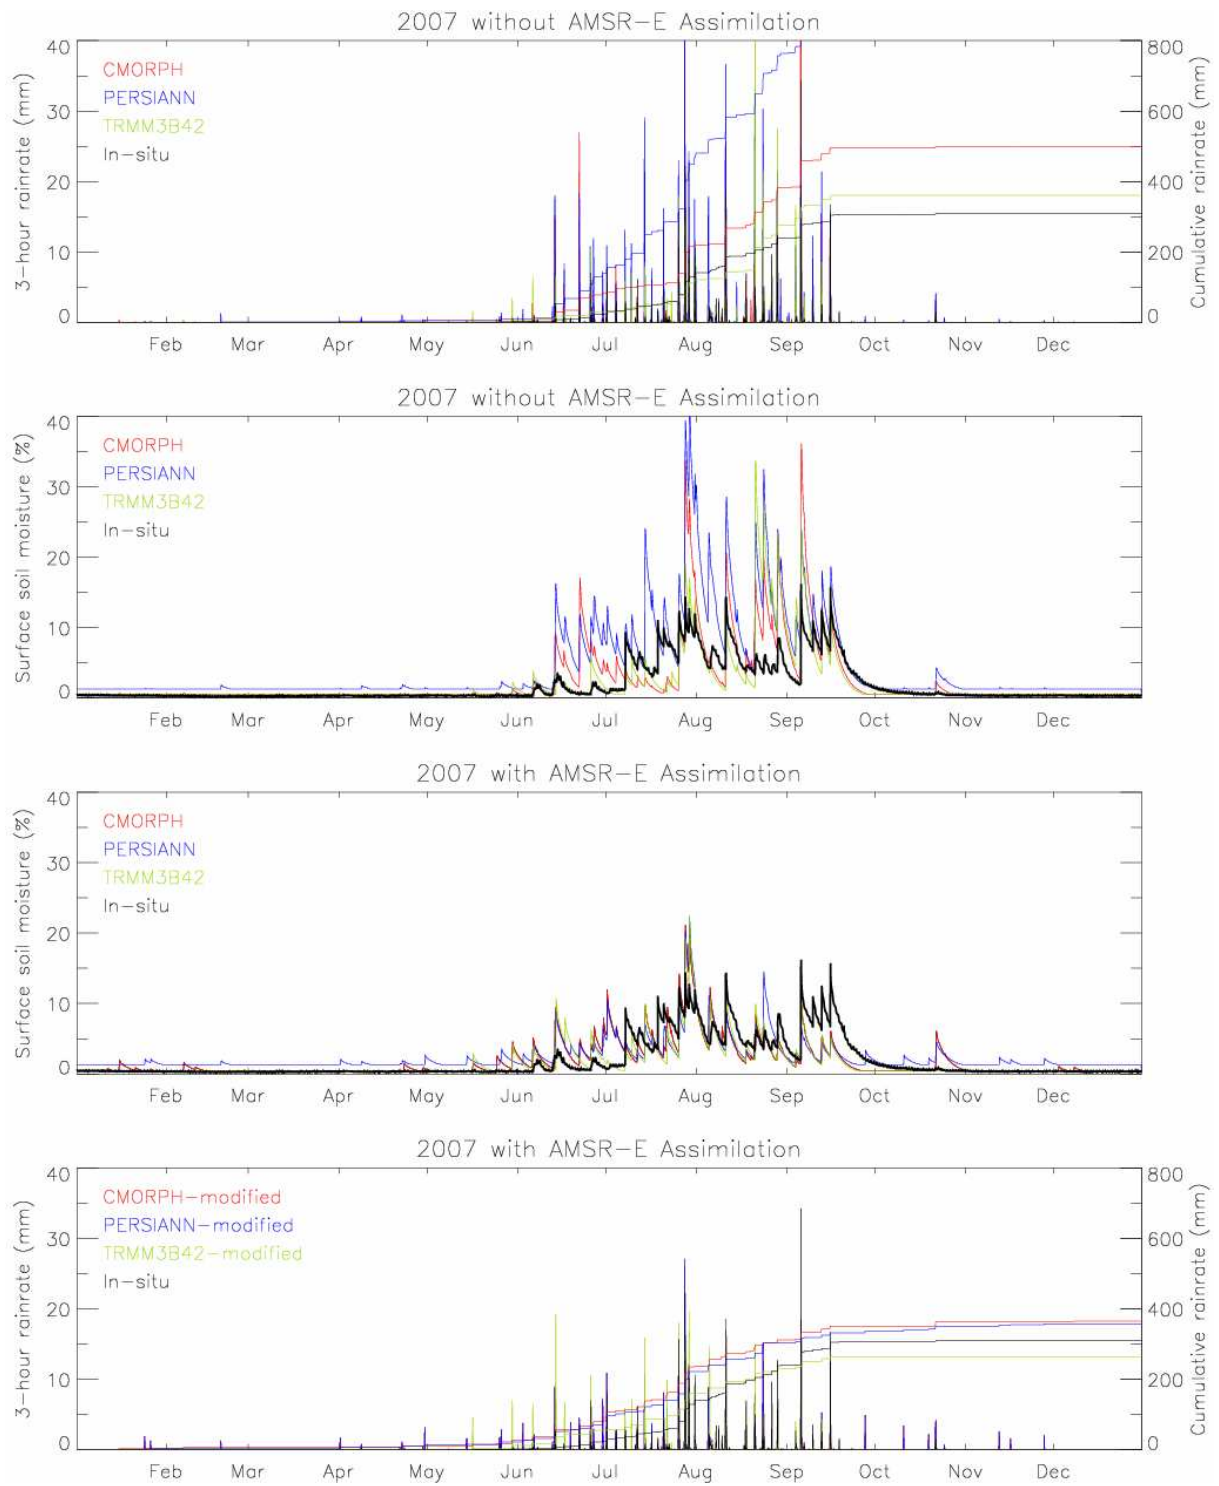 2007 without AMSR-E Assimilation
CMORPH
PERSIANN
TRMM3B42
In-situ
3-hour rainrate (mm)
Cumulative rainrate (mm)
40
30
20
10
0
800
600
400
200
0
Feb Mar Apr May Jun Jul Aug Sep Oct Nov Dec
2007 without AMSR-E Assimilation
CMORPH
PERSIANN
TRMM3B42
In-situ
Surface soil moisture (%)
40
30
20
10
0
Feb Mar Apr May Jun Jul Aug Sep Oct Nov Dec
2007 with AMSR-E Assimilation
CMORPH
PERSIANN
TRMM3B42
In-situ
Surface soil moisture (%)
40
30
20
10
0
Feb Mar Apr May Jun Jul Aug Sep Oct Nov Dec
2007 with AMSR-E Assimilation
CMORPH-modified
PERSIANN-modified
TRMM3B42-modified
In-situ
3-hour rainrate (mm)
Cumulative rainrate (mm)
40
30
20
10
0
800
600
400
200
0
Feb Mar Apr May Jun Jul Aug Sep Oct Nov Dec